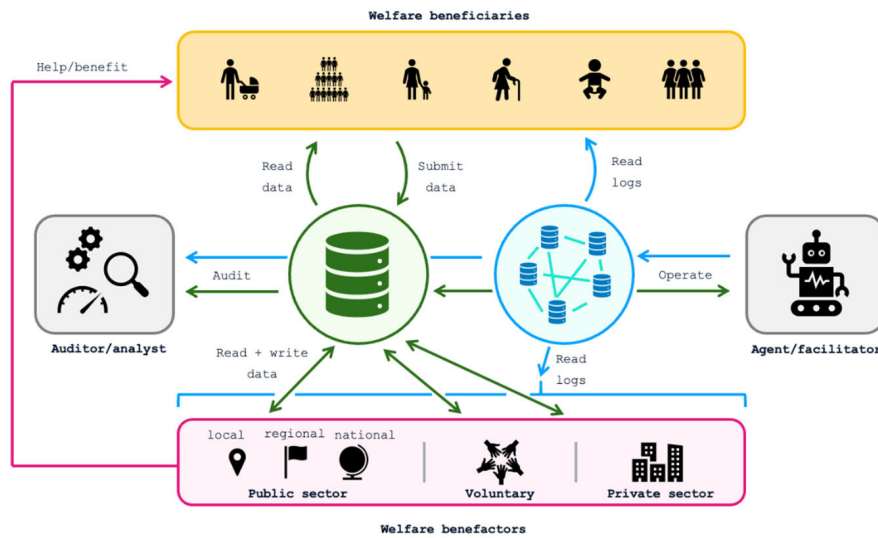 Welfare beneficiaries
Help/benefit
Read
data
Submit
data
Read
logs
Audit
Operate
Auditor/analyst
Agent/facilitator
Read + write
data
Read
logs
local
regional
national
Public sector
Voluntary
Private sector
Welfare benefactors